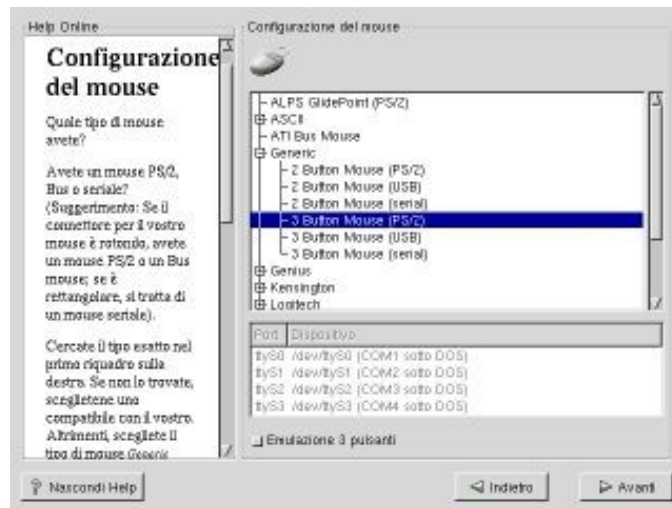 Help Online
Configurazione
del mouse
Quale tipo di mouse
avete?
Avete un mouse PS/2,
Bus o seriale?
(Suggerimento: Se il
connettore per il vostro
mouse è rotondo, avete
un mouse PS/2 o un Bus
mouse; se è
rettangolare, si tratta di
un mouse seriale).
Cercate il tipo esatto nel
primo riquadro sulla
destra. Se non lo trovate,
sceglietene uno
compatibile con il vostro.
Altrimenti, scegliete il
tipo di mouse Generic
Configurazione del mouse
ALPS GlidePoint (PS/2)
ASCII
ATI Bus Mouse
Generic
2 Button Mouse (PS/2)
2 Button Mouse (USB)
2 Button Mouse (serial)
3 Button Mouse (PS/2)
3 Button Mouse (USB)
3 Button Mouse (serial)
Genius
Kensington
Logitech
Port Dispositivo
ttyS0 /dev/ttyS0 (COM1 sotto DOS)
ttyS1 /dev/ttyS1 (COM2 sotto DOS)
ttyS2 /dev/ttyS2 (COM3 sotto DOS)
ttyS3 /dev/ttyS3 (COM4 sotto DOS)
Emulazione 3 pulsanti
Nascondi Help
Indietro
Avanti